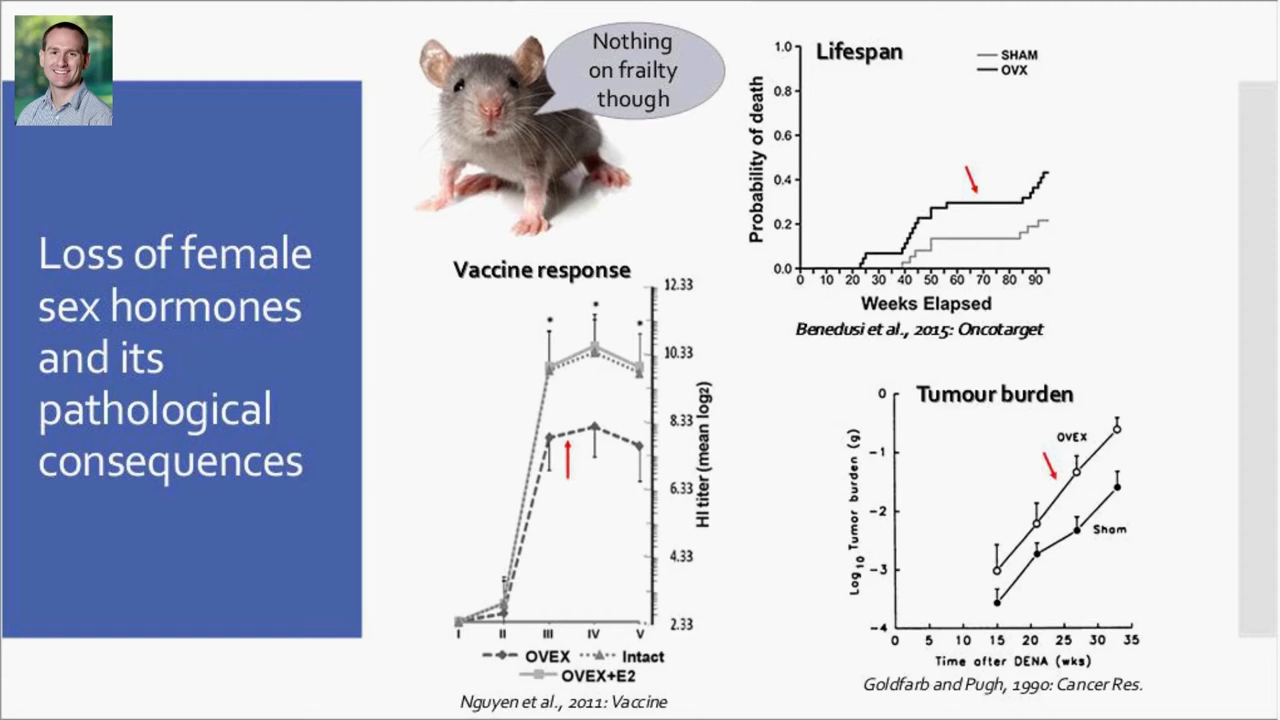 Loss of female
sex hormones
and its
pathological
consequences
Nothing
on frailty
though
Vaccine response
12.33
10.33
8.33
6.33
4.33
2.33
HI titer (mean log2)
* * *
I II III IV V
OVEX Intact
OVEX+E2
Nguyen et al., 2011: Vaccine
Lifespan
SHAM
OVX
Probability of death
1.0
0.8
0.6
0.4
0.2
0.0
0 10 20 30 40 50 60 70 80 90
Weeks Elapsed
Benedusi et al., 2015: Oncotarget
Tumour burden
OVEX
Sham
Log10 Tumor burden (g)
0
-1
-2
-3
-4
0 5 10 15 20 25 30 35
Time after DENA (wks)
Goldfarb and Pugh, 1990: Cancer Res.